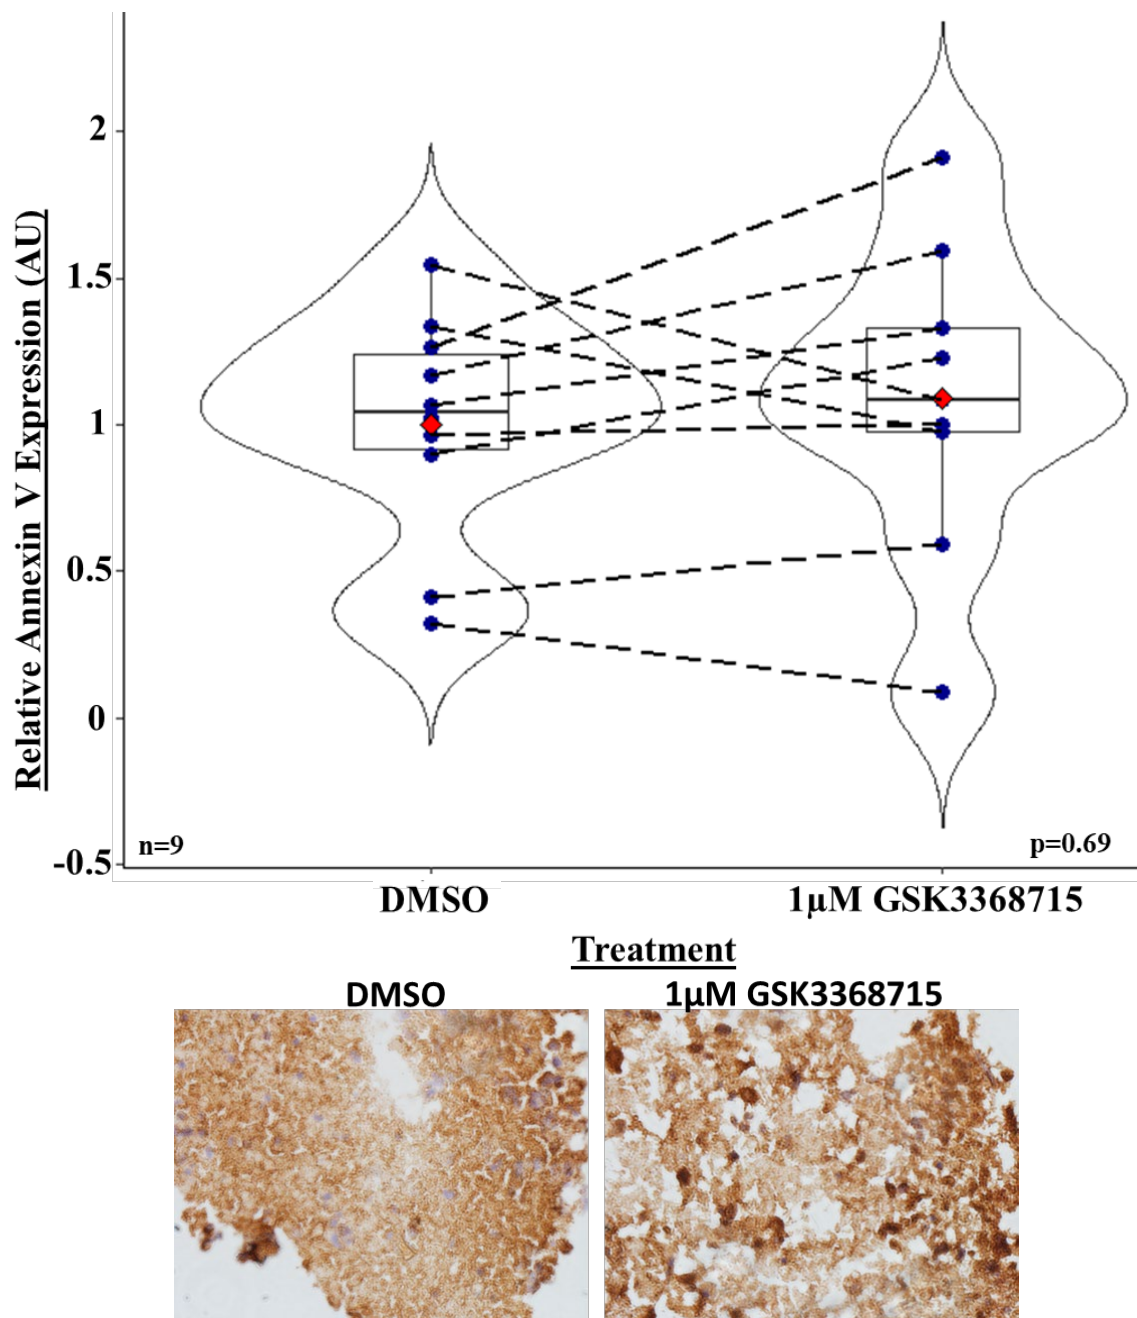 Relative Annexin V Expression (AU)
2
1.5
1
0.5
0
-0.5
n=9
p=0.69
DMSO
1μM GSK3368715
Treatment
DMSO
1μM GSK3368715